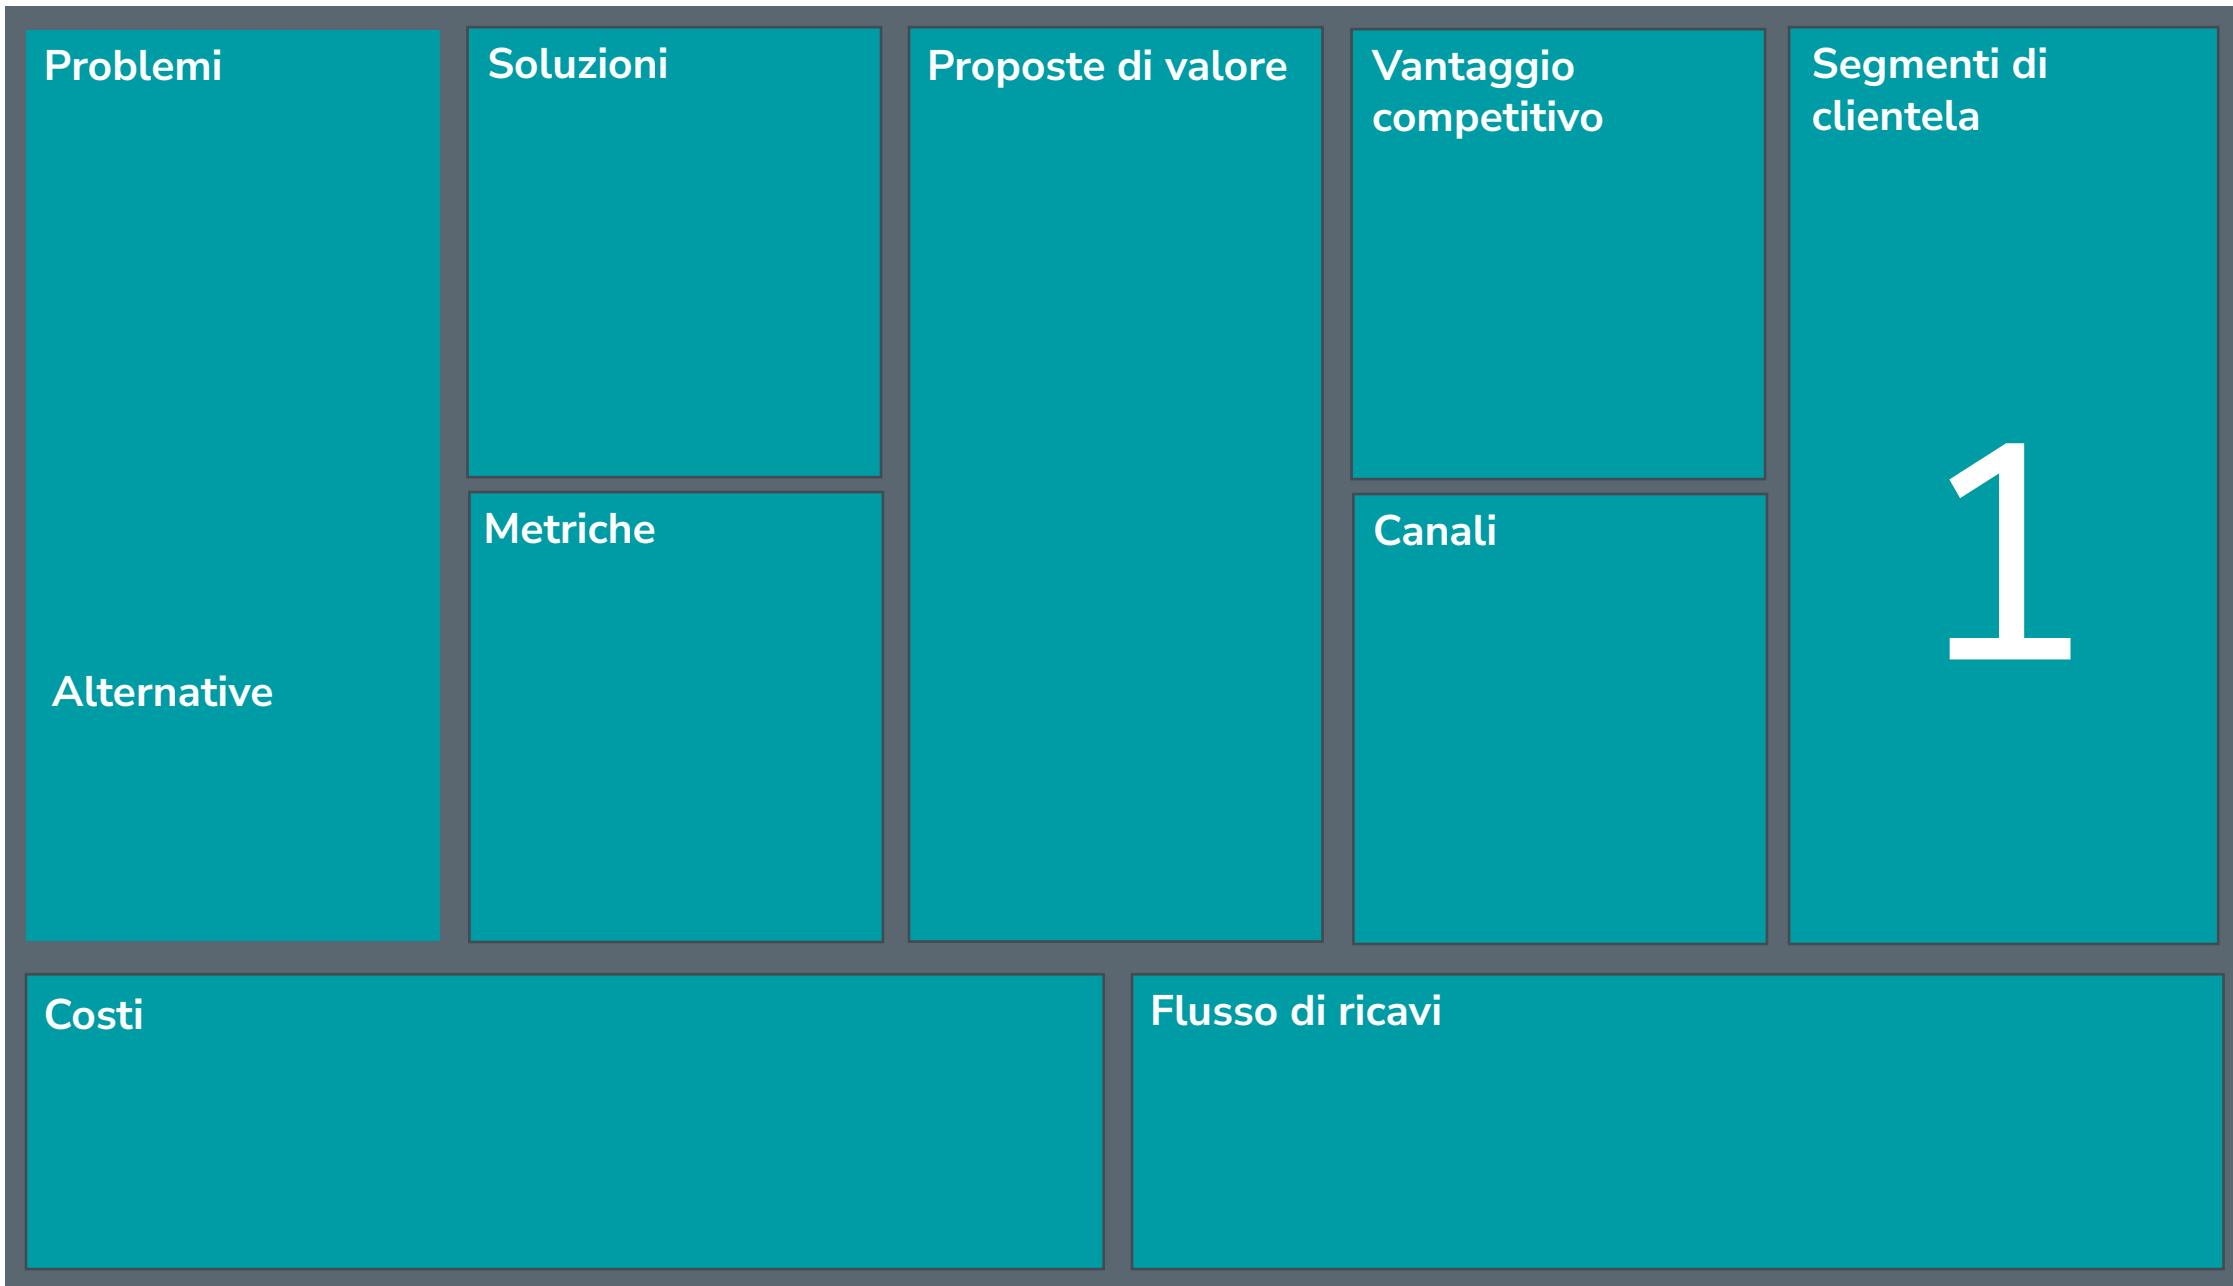 Problemi
Alternative
Soluzioni
Metriche
Proposte di valore
Vantaggio
competitivo
Canali
Segmenti di
clientela
1
Costi
Flusso di ricavi